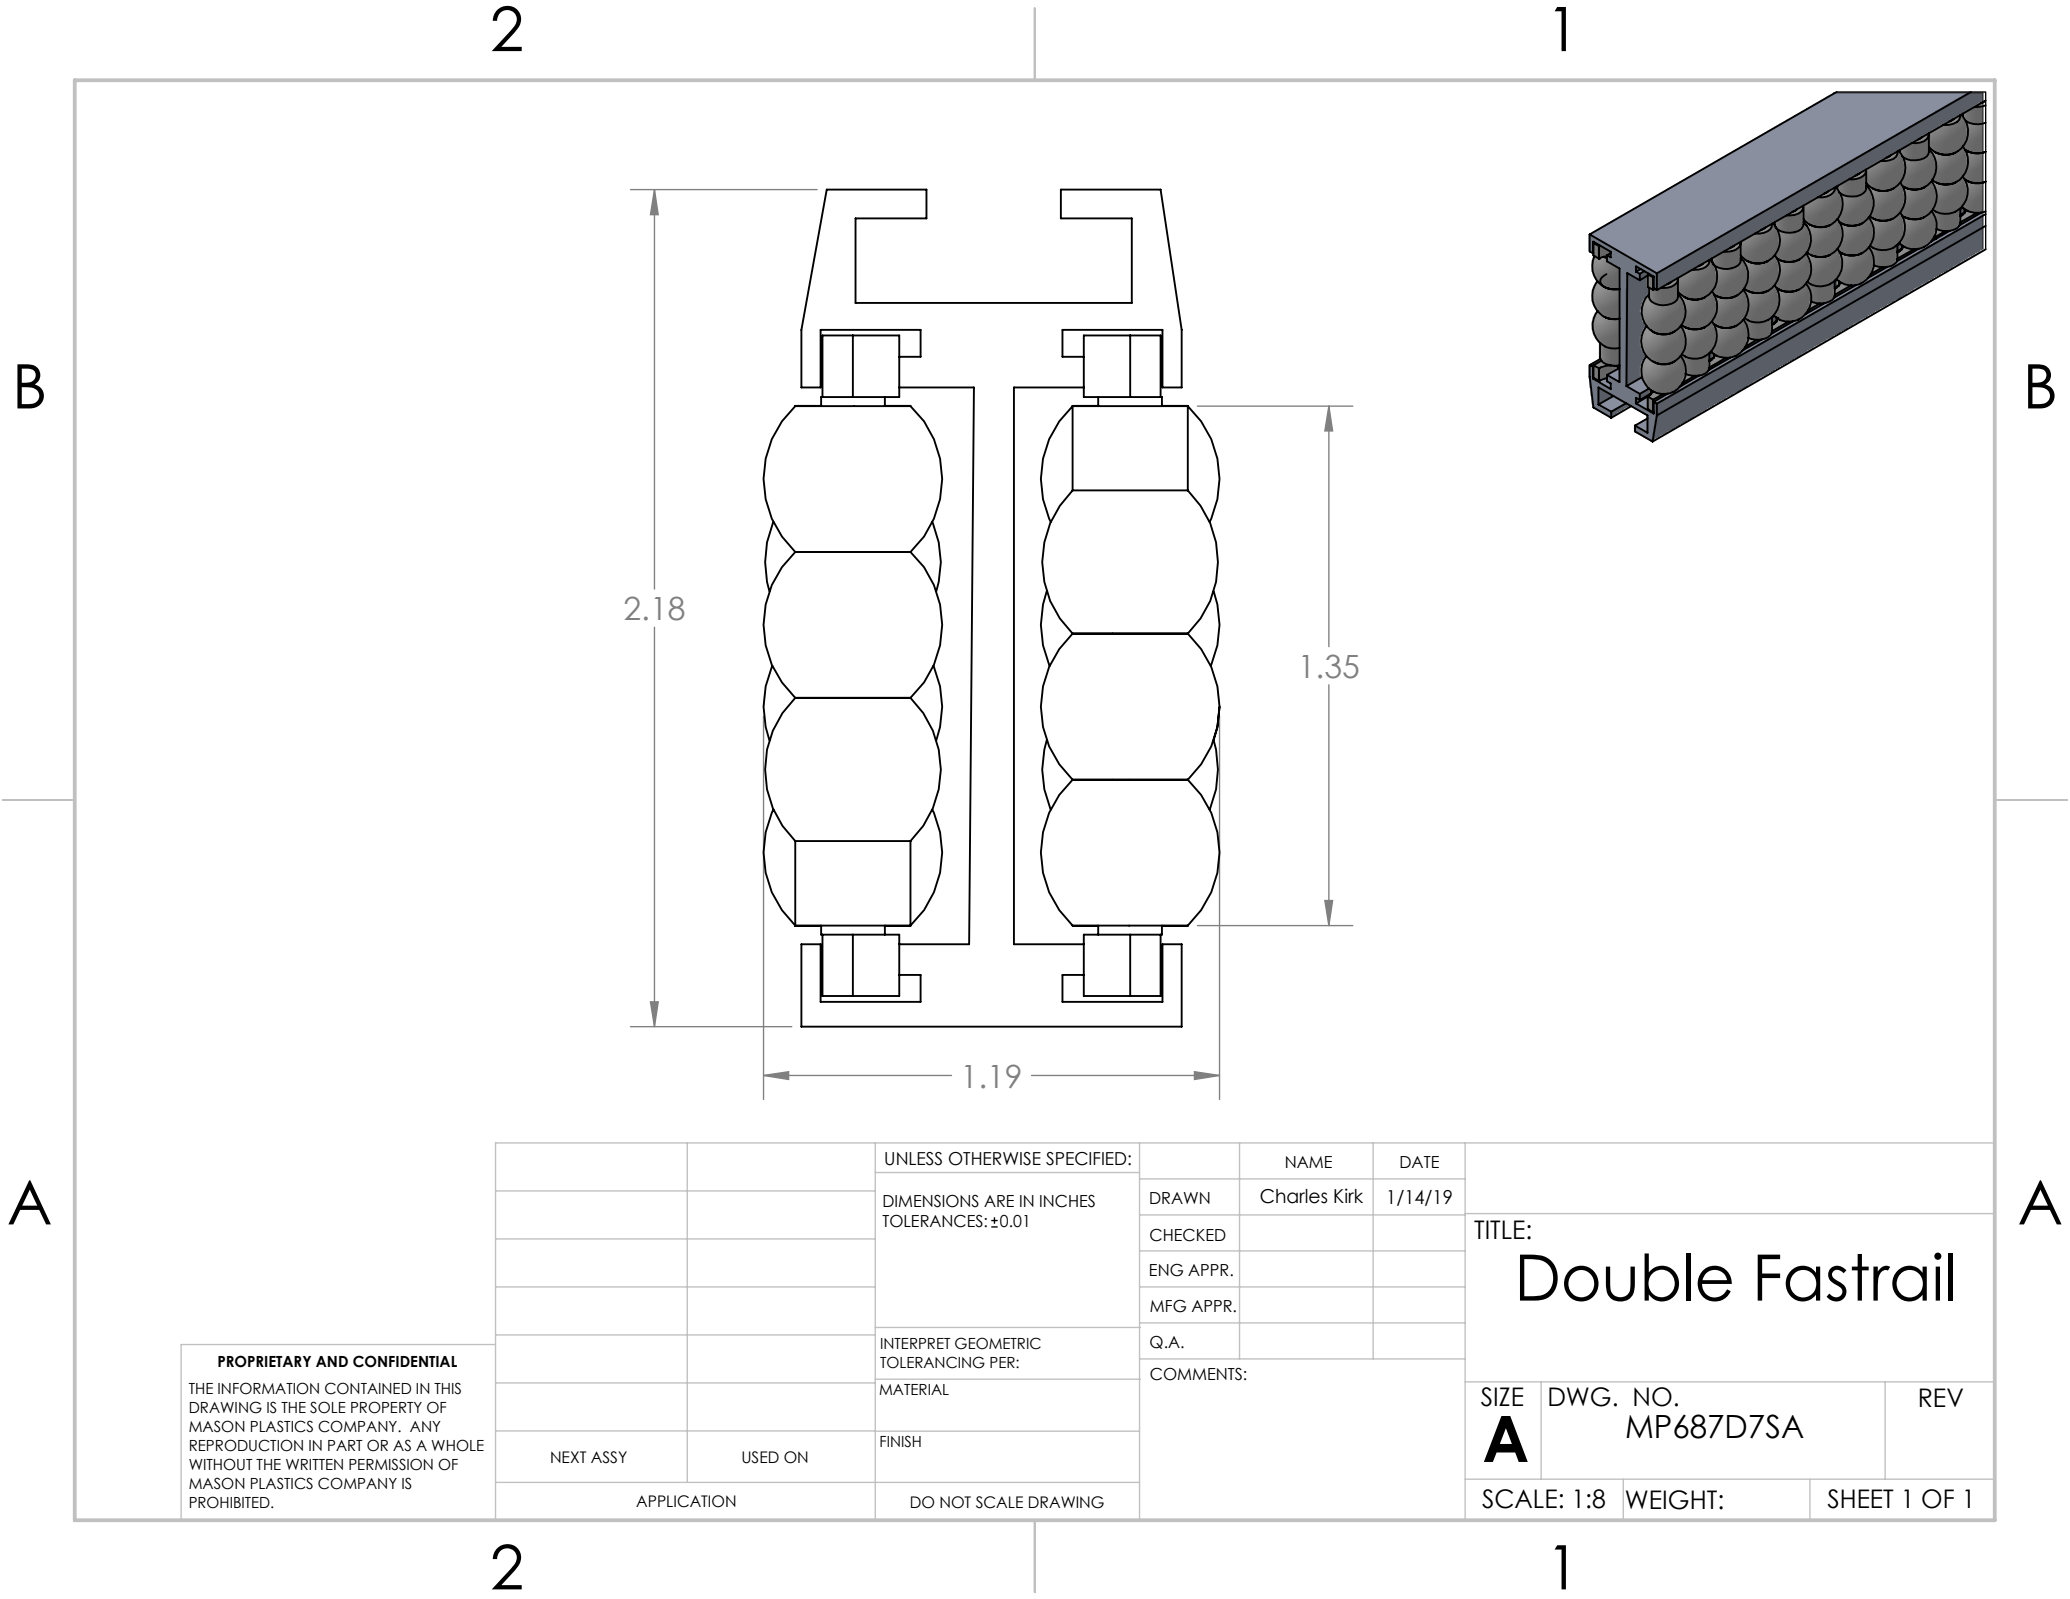 2
1
B
B
2.18
1.35
1.19
A
A
UNLESS OTHERWISE SPECIFIED:
DIMENSIONS ARE IN INCHES
TOLERANCES: ±0.01
INTERPRET GEOMETRIC
TOLERANCING PER:
MATERIAL
FINISH
DO NOT SCALE DRAWING
NAME
DATE
DRAWN
Charles Kirk
1/14/19
CHECKED
ENG APPR.
MFG APPR.
Q.A.
COMMENTS:
TITLE:
Double Fastrail
SIZE
A
DWG. NO.
MP687D7SA
REV
SCALE: 1:8
WEIGHT:
SHEET 1 OF 1
PROPRIETARY AND CONFIDENTIAL
THE INFORMATION CONTAINED IN THIS
DRAWING IS THE SOLE PROPERTY OF
MASON PLASTICS COMPANY. ANY
REPRODUCTION IN PART OR AS A WHOLE
WITHOUT THE WRITTEN PERMISSION OF
MASON PLASTICS COMPANY IS
PROHIBITED.
NEXT ASSY
USED ON
APPLICATION
2
1